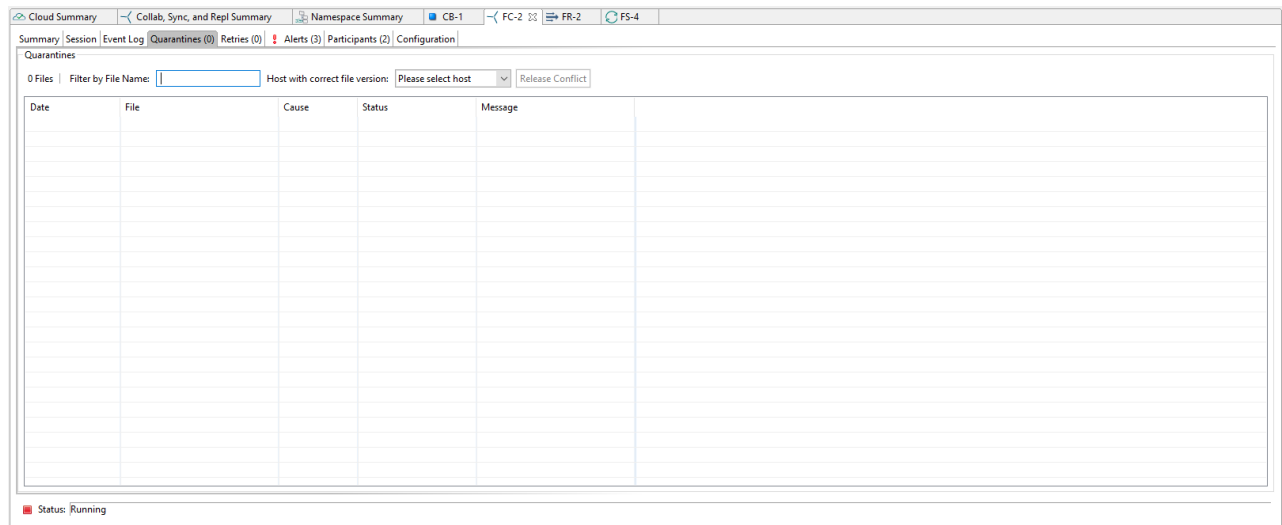 Cloud Summary Collab, Sync, and Repl Summary Namespace Summary CB-1 FC-2 FR-2 FS-4
Summary Session Event Log Quarantines (0) Retries (0) Alerts (3) Participants (2) Configuration
Quarantines
0 Files Filter by File Name: Host with correct file version: Please select host Release Conflict
Date File Cause Status Message
Status: Running